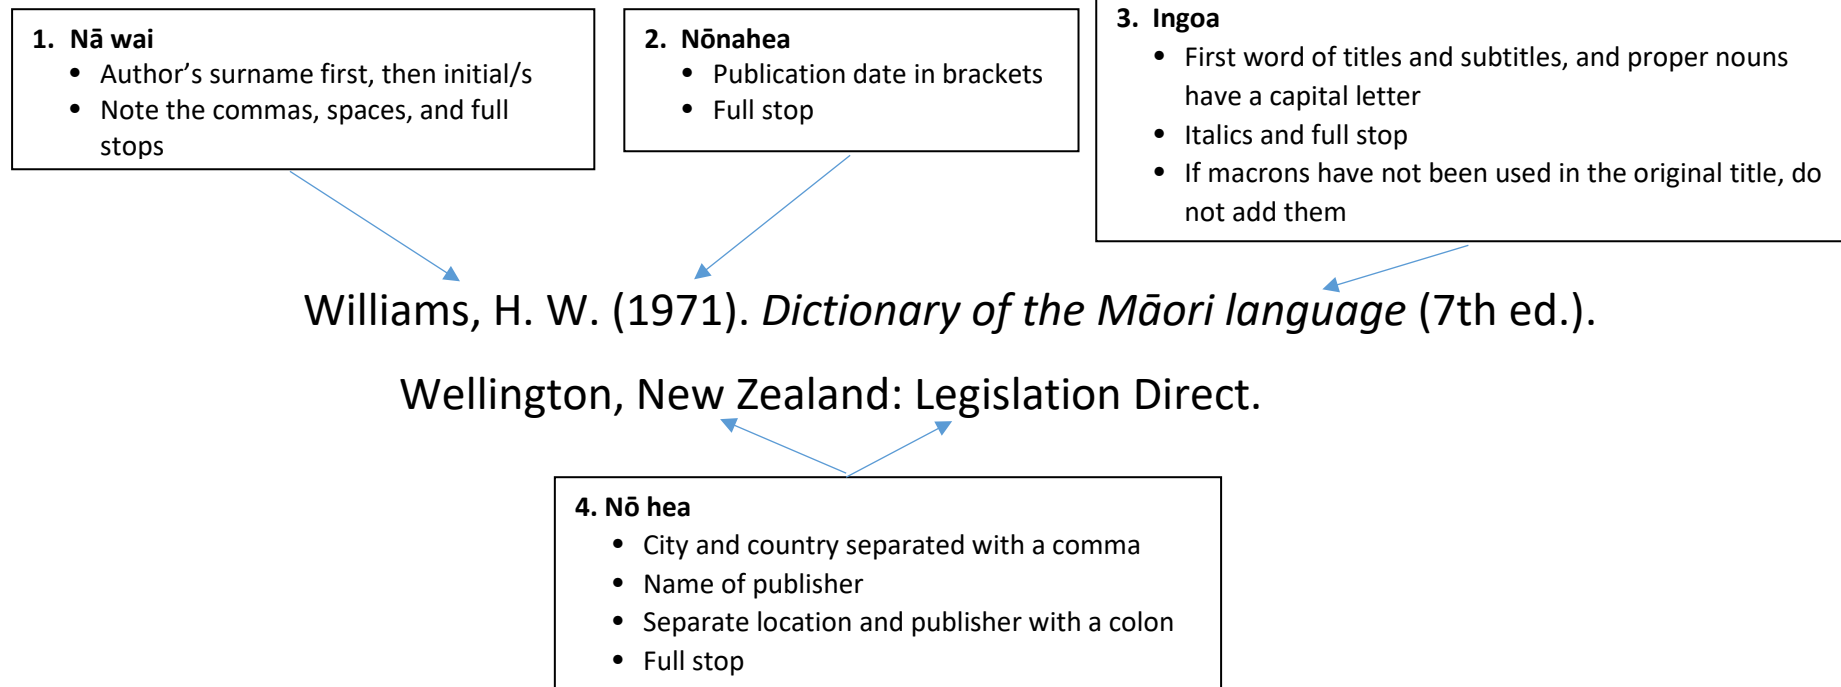 1. Nā wai
• Author’s surname first, then initial/s
• Note the commas, spaces, and full
stops
2. Nōnahea
• Publication date in brackets
• Full stop
3. Ingoa
• First word of titles and subtitles, and proper nouns
have a capital letter
• Italics and full stop
• If macrons have not been used in the original title, do
not add them
Williams, H. W. (1971). Dictionary of the Māori language (7th ed.).
Wellington, New Zealand: Legislation Direct.
4. Nō hea
• City and country separated with a comma
• Name of publisher
• Separate location and publisher with a colon
• Full stop